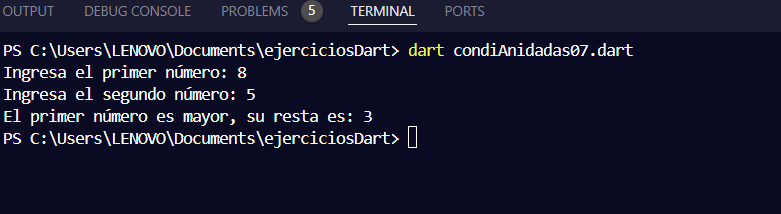 OUTPUT DEBUG CONSOLE PROBLEMS 5 TERMINAL PORTS
PS C:\Users\LENOVO\Documents\ejerciciosDart> dart condiAnidadas07.dart
Ingresa el primer número: 8
Ingresa el segundo número: 5
El primer número es mayor, su resta es: 3
PS C:\Users\LENOVO\Documents\ejerciciosDart>